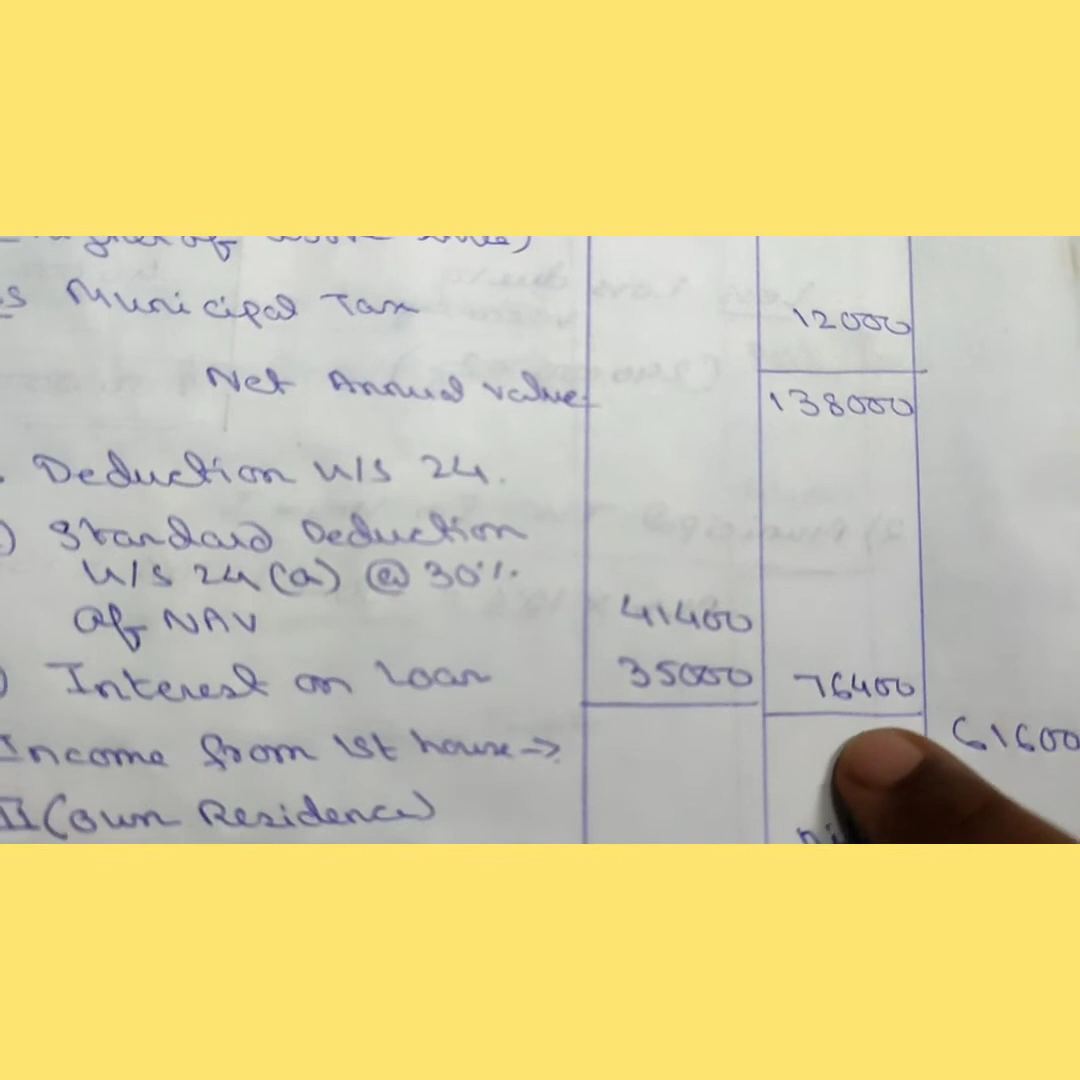 Municipal Tax 12000
Net Annual value 138000
Deduction u/s 24.
Standard Deduction
u/s 24(a) @ 30%.
of NAV 41400
Interest on Loan 35000 76400
Income from 1st house → 61600
II (Own Residence)